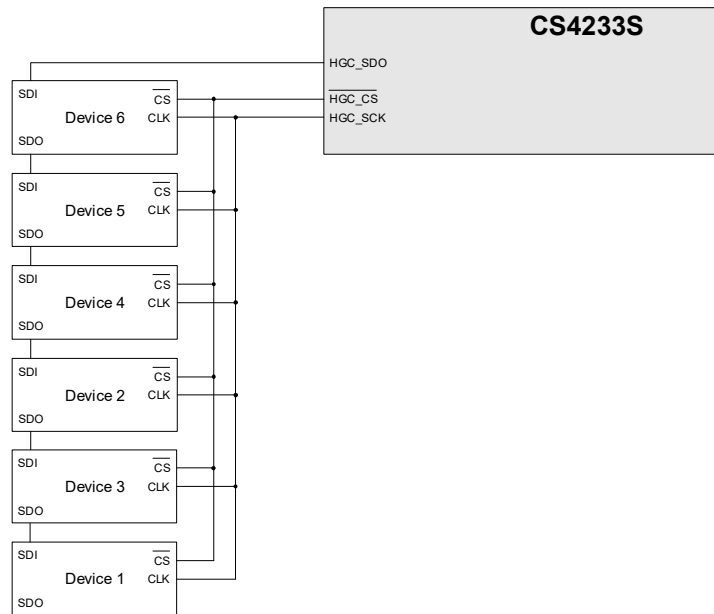 CS4233S
HGC_SDO
HGC_CS
HGC_SCK
SDI
CS
Device 6
CLK
SDO
SDI
CS
Device 5
CLK
SDO
SDI
CS
Device 4
CLK
SDO
SDI
CS
Device 2
CLK
SDO
SDI
CS
Device 3
CLK
SDO
SDI
CS
Device 1
CLK
SDO